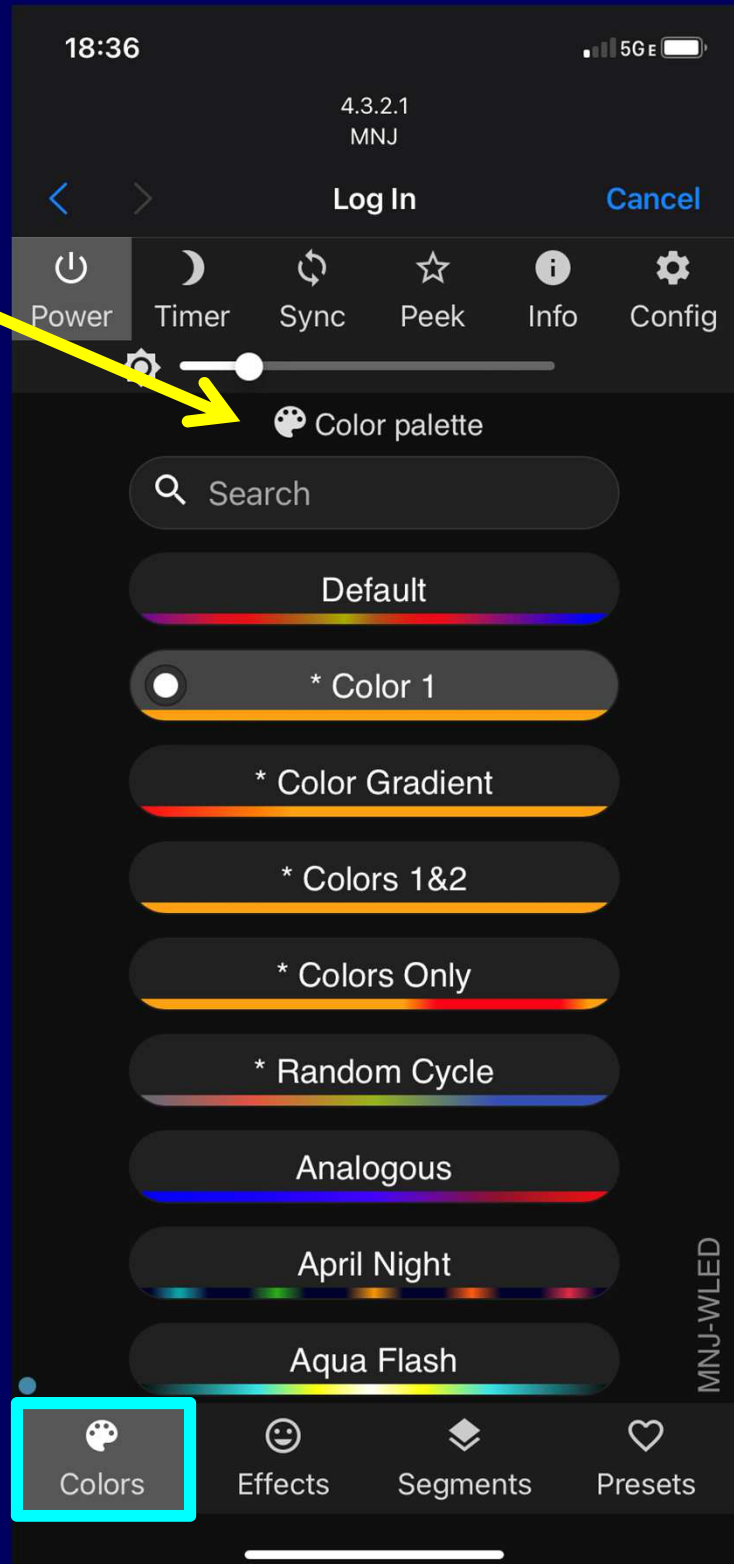 18:36 5GE
4.3.2.1
MNJ
Log In Cancel
Power Timer Sync Peek Info Config
Color palette
Search
Default
* Color 1
* Color Gradient
* Colors 1&2
* Colors Only
* Random Cycle
Analogous
April Night
Aqua Flash
MNJ-WLED
Colors Effects Segments Presets